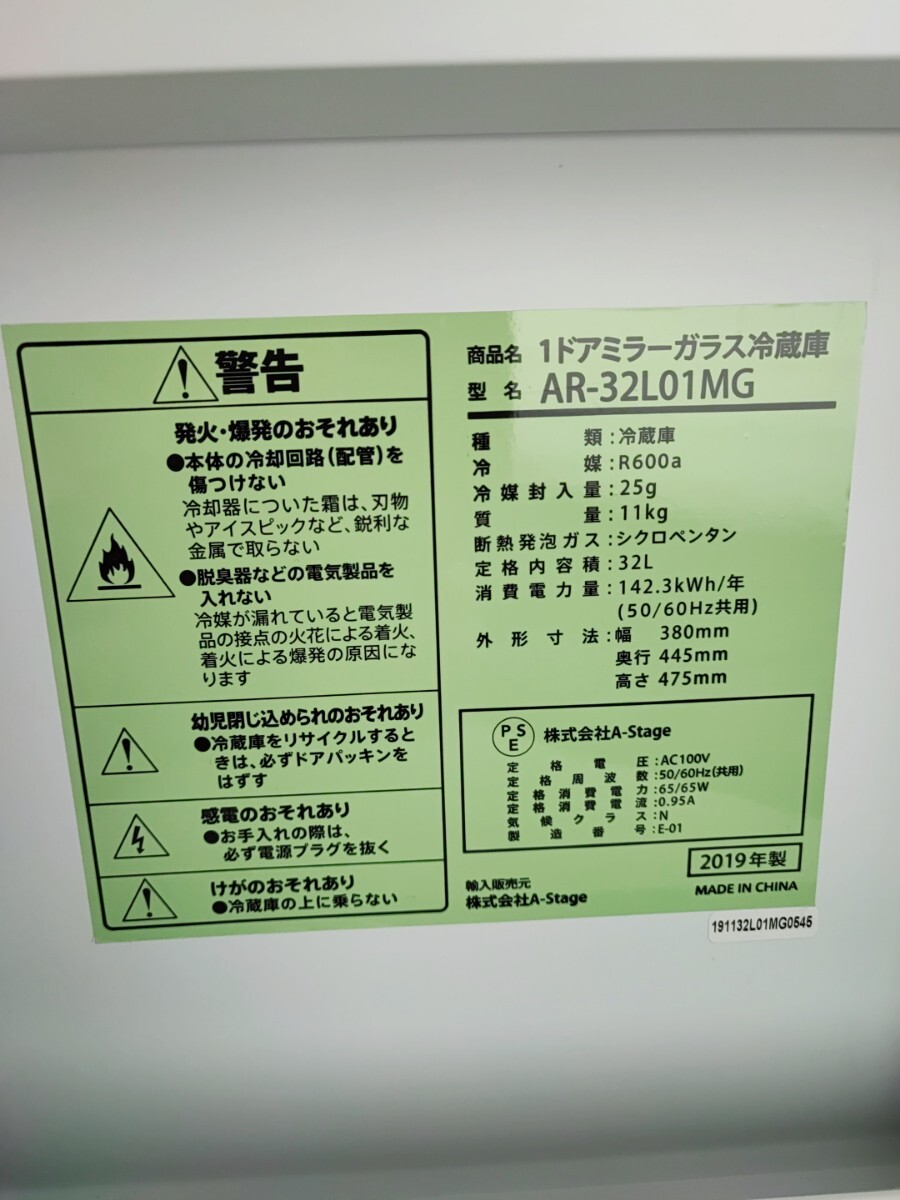 警告
発火・爆発のおそれあり
●本体の冷却回路(配管)を
傷つけない
冷却器についた霜は、刃物
やアイスピックなど、鋭利な
金属で取らない
●脱臭器などの電気製品を
入れない
冷媒が漏れていると電気製
品の接点の火花による着火、
着火による爆発の原因にな
ります
幼児閉じ込められのおそれあり
●冷蔵庫をリサイクルすると
きは、必ずドアパッキンを
はずす
感電のおそれあり
●お手入れの際は、
必ず電源プラグを抜く
けがのおそれあり
●冷蔵庫の上に乗らない
商品名 1ドアミラーガラス冷蔵庫
型名 AR-32L01MG
種類:冷蔵庫
冷媒:R600a
冷媒封入量:25g
質量:11kg
断熱発泡ガス:シクロペンタン
定格内容積:32L
消費電力量:142.3kWh/年
(50/60Hz共用)
外形寸法:幅 380mm
奥行 445mm
高さ 475mm
PSE 株式会社A-Stage
定格電圧:AC100V
定格周波数:50/60Hz(共用)
定格消費電力:65/65W
定格消費電流:0.95A
気候クラス:N
製造番号:E-01
2019年製
輸入販売元
株式会社A-Stage
MADE IN CHINA
191132L01MG0545